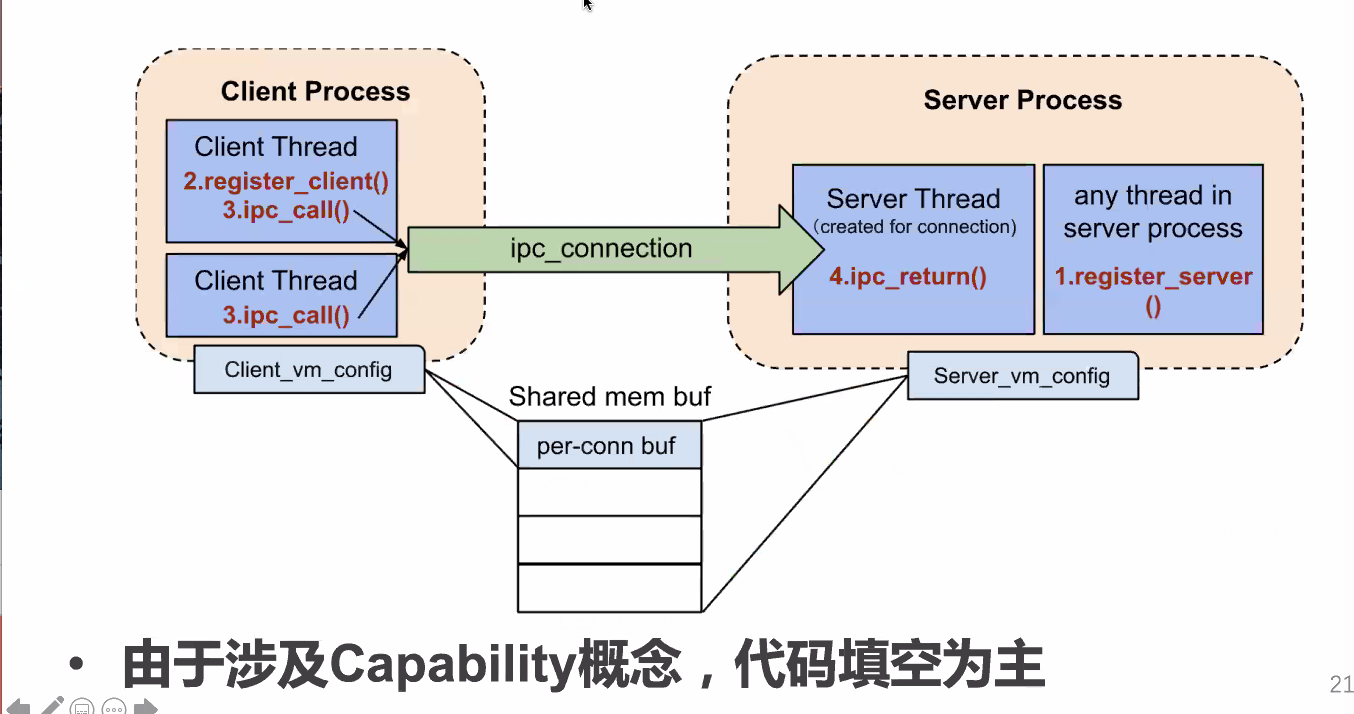 Client Process
Client Thread
2.register_client()
3.ipc_call()
Client Thread
3.ipc_call()
Client_vm_config
ipc_connection
Server Process
Server Thread
(created for connection)
4.ipc_return()
any thread in
server process
1.register_server
()
Server_vm_config
Shared mem buf
per-conn buf
• 由于涉及Capability概念，代码填空为主
21